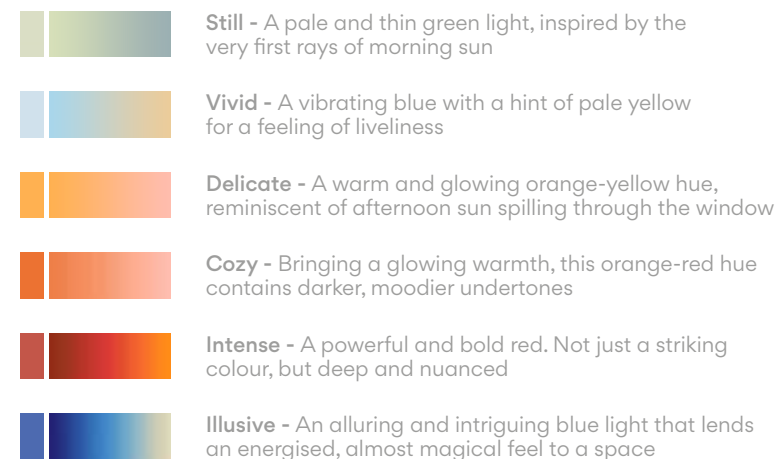 Still - A pale and thin green light, inspired by the
very first rays of morning sun
Vivid - A vibrating blue with a hint of pale yellow
for a feeling of liveliness
Delicate - A warm and glowing orange-yellow hue,
reminiscent of afternoon sun spilling through the window
Cozy - Bringing a glowing warmth, this orange-red hue
contains darker, moodier undertones
Intense - A powerful and bold red. Not just a striking
colour, but deep and nuanced
Illusive - An alluring and intriguing blue light that lends
an energised, almost magical feel to a space